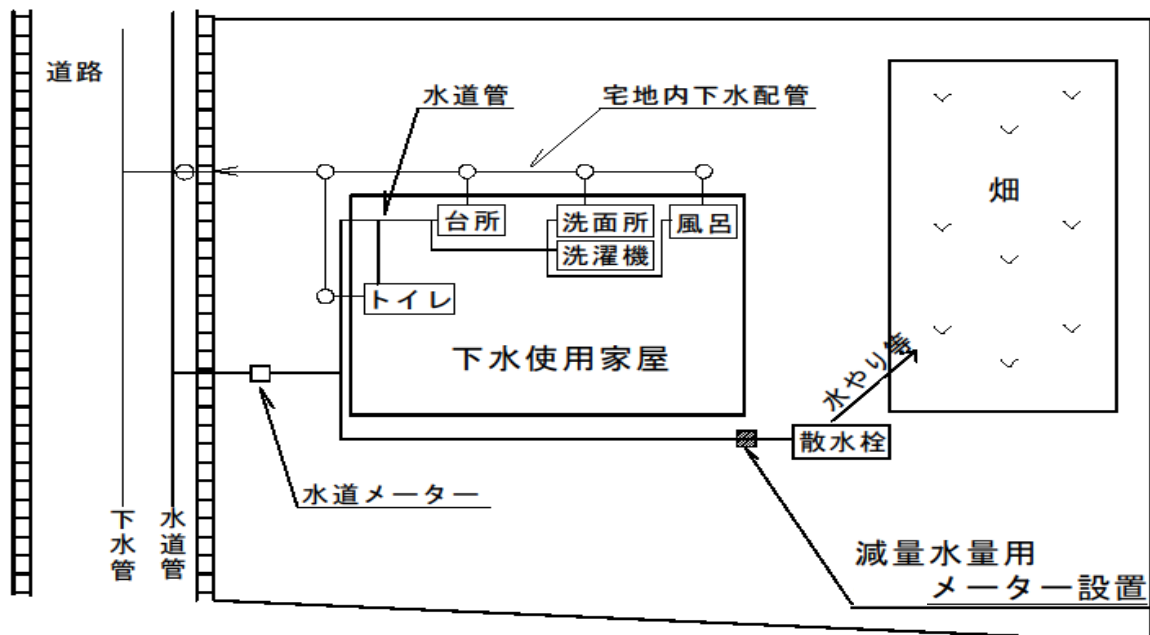 道路
水道管
宅地内下水配管
畑
台所
洗面所
風呂
洗濯機
トイレ
下水使用家屋
水やり等
散水栓
水道メーター
下水管
水道管
減量水量用
メーター設置